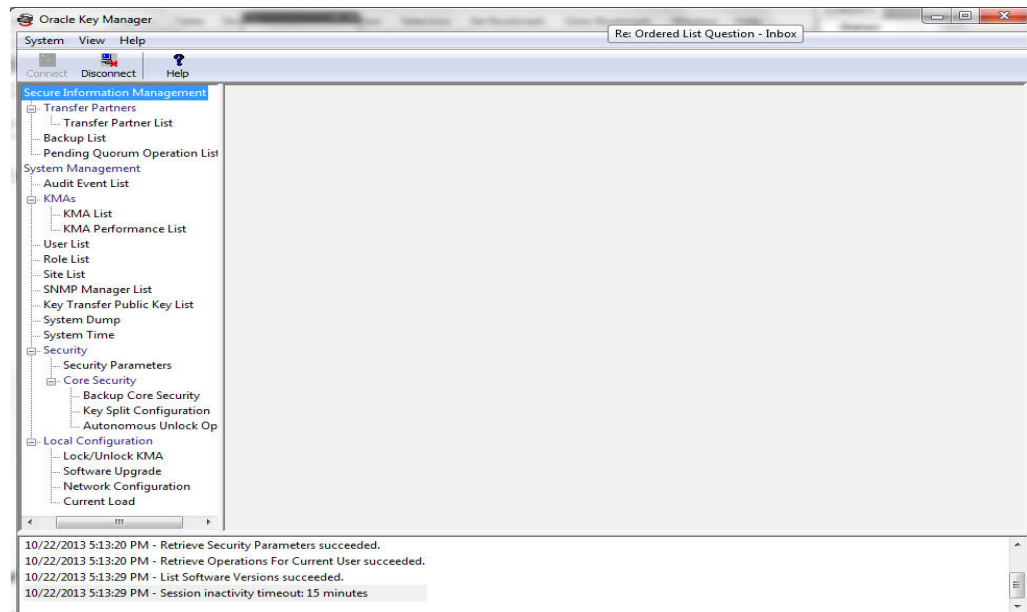 Oracle Key Manager
Re: Ordered List Question - Inbox
System View Help
Connect Disconnect Help
Secure Information Management
Transfer Partners
Transfer Partner List
Backup List
Pending Quorum Operation List
System Management
Audit Event List
KMAs
KMA List
KMA Performance List
User List
Role List
Site List
SNMP Manager List
Key Transfer Public Key List
System Dump
System Time
Security
Security Parameters
Core Security
Backup Core Security
Key Split Configuration
Autonomous Unlock Op
Local Configuration
Lock/Unlock KMA
Software Upgrade
Network Configuration
Current Load
10/22/2013 5:13:20 PM - Retrieve Security Parameters succeeded.
10/22/2013 5:13:20 PM - Retrieve Operations For Current User succeeded.
10/22/2013 5:13:29 PM - List Software Versions succeeded.
10/22/2013 5:13:29 PM - Session inactivity timeout: 15 minutes